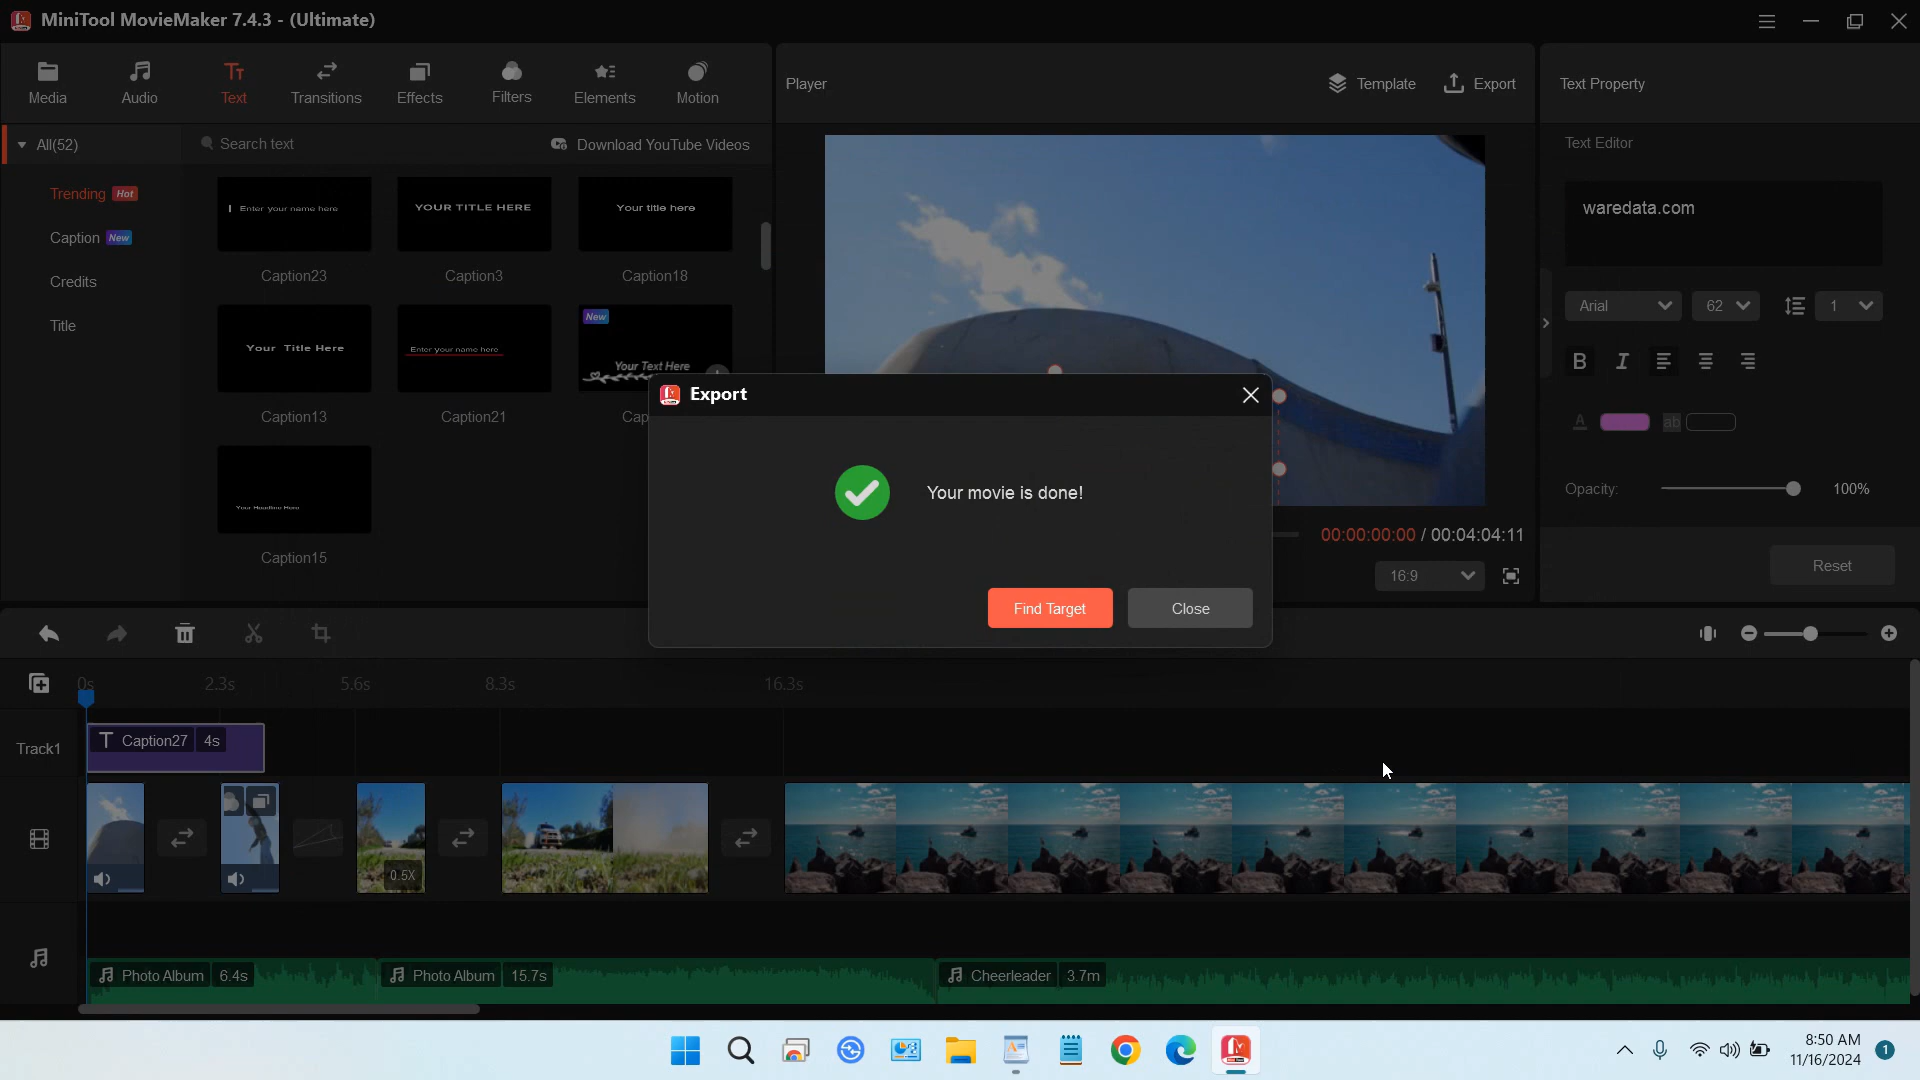 MiniTool MovieMaker 7.4.3 - (Ultimate)
Media
Audio
Text
Transitions
Effects
Filters
Elements
Motion
Player
Template
Export
Text Property
All(52)
Search text
Download YouTube Videos
Trending Hot
Caption New
Credits
Title
Enter your name here
YOUR TITLE HERE
Your title here
Caption23
Caption3
Caption18
Your Title Here
Enter your name here
New
Your Text Here
Caption13
Caption21
Cap
Your Headline Here
Caption15
Text Editor
waredata.com
Arial
62
1
B
I
A
ab
Opacity:
100%
Reset
00:00:00:00 / 00:04:04:11
16:9
Export
Your movie is done!
Find Target
Close
0s
2.3s
5.6s
8.3s
16.3s
Track1
T Caption27 4s
0.5X
Photo Album 6.4s
Photo Album 15.7s
Cheerleader 3.7m
8:50 AM
11/16/2024
1